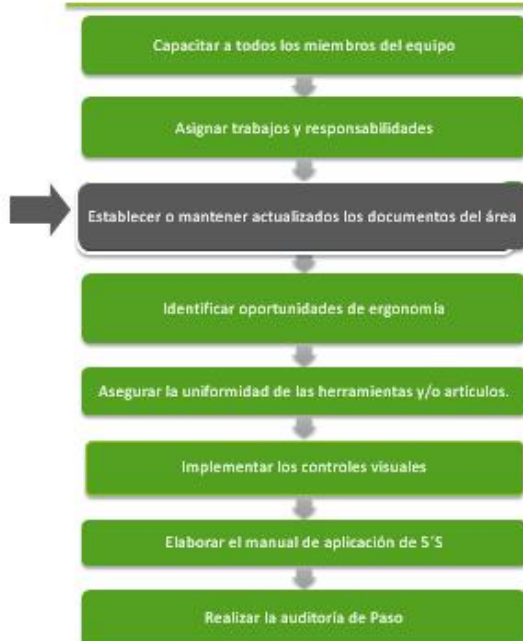 Capacitar a todos los miembros del equipo
Asignar trabajos y responsabilidades
Establecer o mantener actualizados los documentos del área
Identificar oportunidades de ergonomía
Asegurar la uniformidad de las herramientas y/o artículos.
Implementar los controles visuales
Elaborar el manual de aplicación de 5´S
Realizar la auditoría de Paso